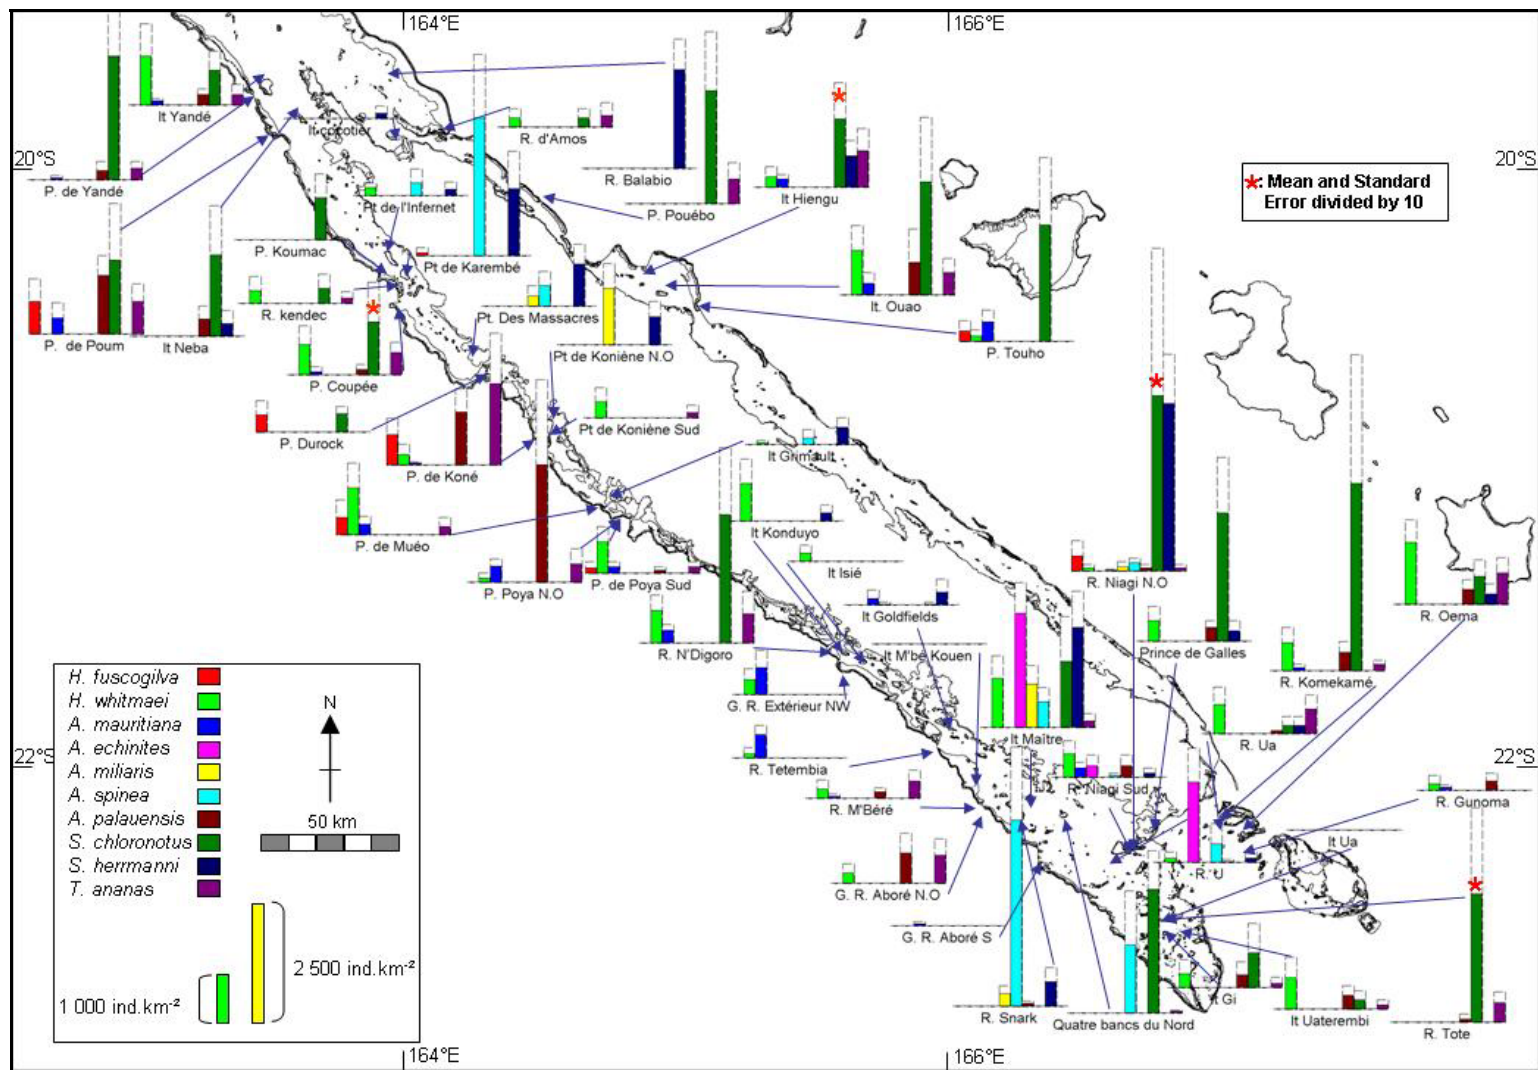 164°E
166°E
It Yandé
It cocotier
R. d'Amos
20°S
20°S
R. Balabio
P. de Yandé
Pt de l'Infernet
P. Pouébo
It Hiengu
*: Mean and Standard
Error divided by 10
P. Koumac
Pt de Karembé
R. kendec
Pt. Des Massacres
It. Ouao
P. de Poum
It Neba
Pt de Koniène N.O
P. Touho
P. Coupée
P. Durock
Pt de Koniène Sud
P. de Koné
It Grimault
P. de Muéo
It Konduyo
It Isié
P. Poya N.O
P. de Poya Sud
R. Niagi N.O
It Goldfields
R. Oema
R. N'Digoro
It M'bé Kouen
Prince de Galles
R. Komekamé
G. R. Extérieur NW
It Maître
R. Ua
22°S
22°S
R. Tetembia
R. Niagi Sud
R. M'Béré
R. Gunoma
It Ua
R. U
G. R. Aboré N.O
G. R. Aboré S
It Gi
R. Snark
Quatre bancs du Nord
It Uaterembi
R. Tote
H. fuscogilva
H. whitmaei
A. mauritiana
A. echinites
A. miliaris
A. spinea
A. palauensis
S. chloronotus
S. herrmanni
T. ananas
N
50 km
2 500 ind.km⁻²
1 000 ind.km⁻²
164°E
166°E